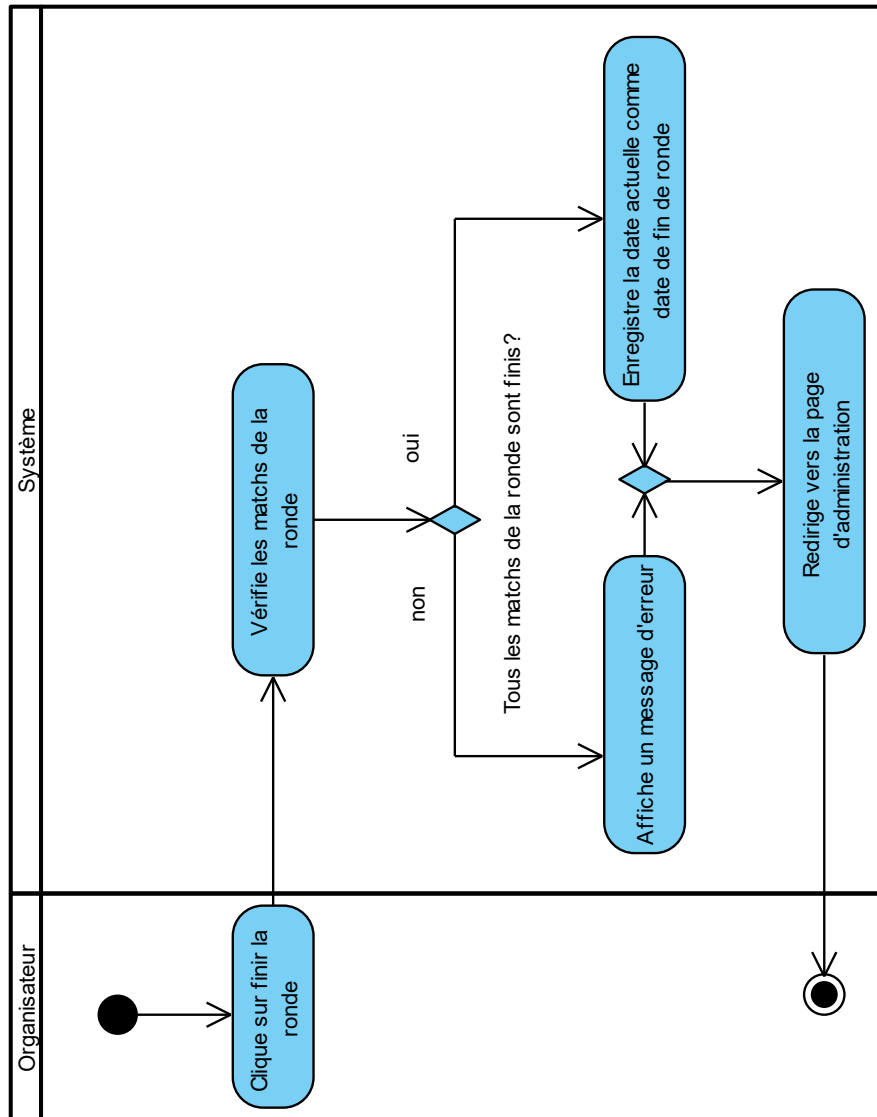 Organisateur
Système
Clique sur finir la
ronde
Vérifie les matchs de la
ronde
non
oui
Tous les matchs de la ronde sont finis?
Affiche un message d'erreur
Enregistre la date actuelle comme
date de fin de ronde
Redirige vers la page
d'administration